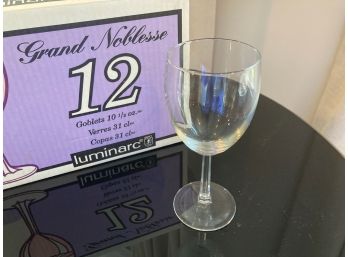 Grand Noblesse
12
Goblets 10 1/2 oz.
Verres 31 cl
Copas 31 cl
luminarc